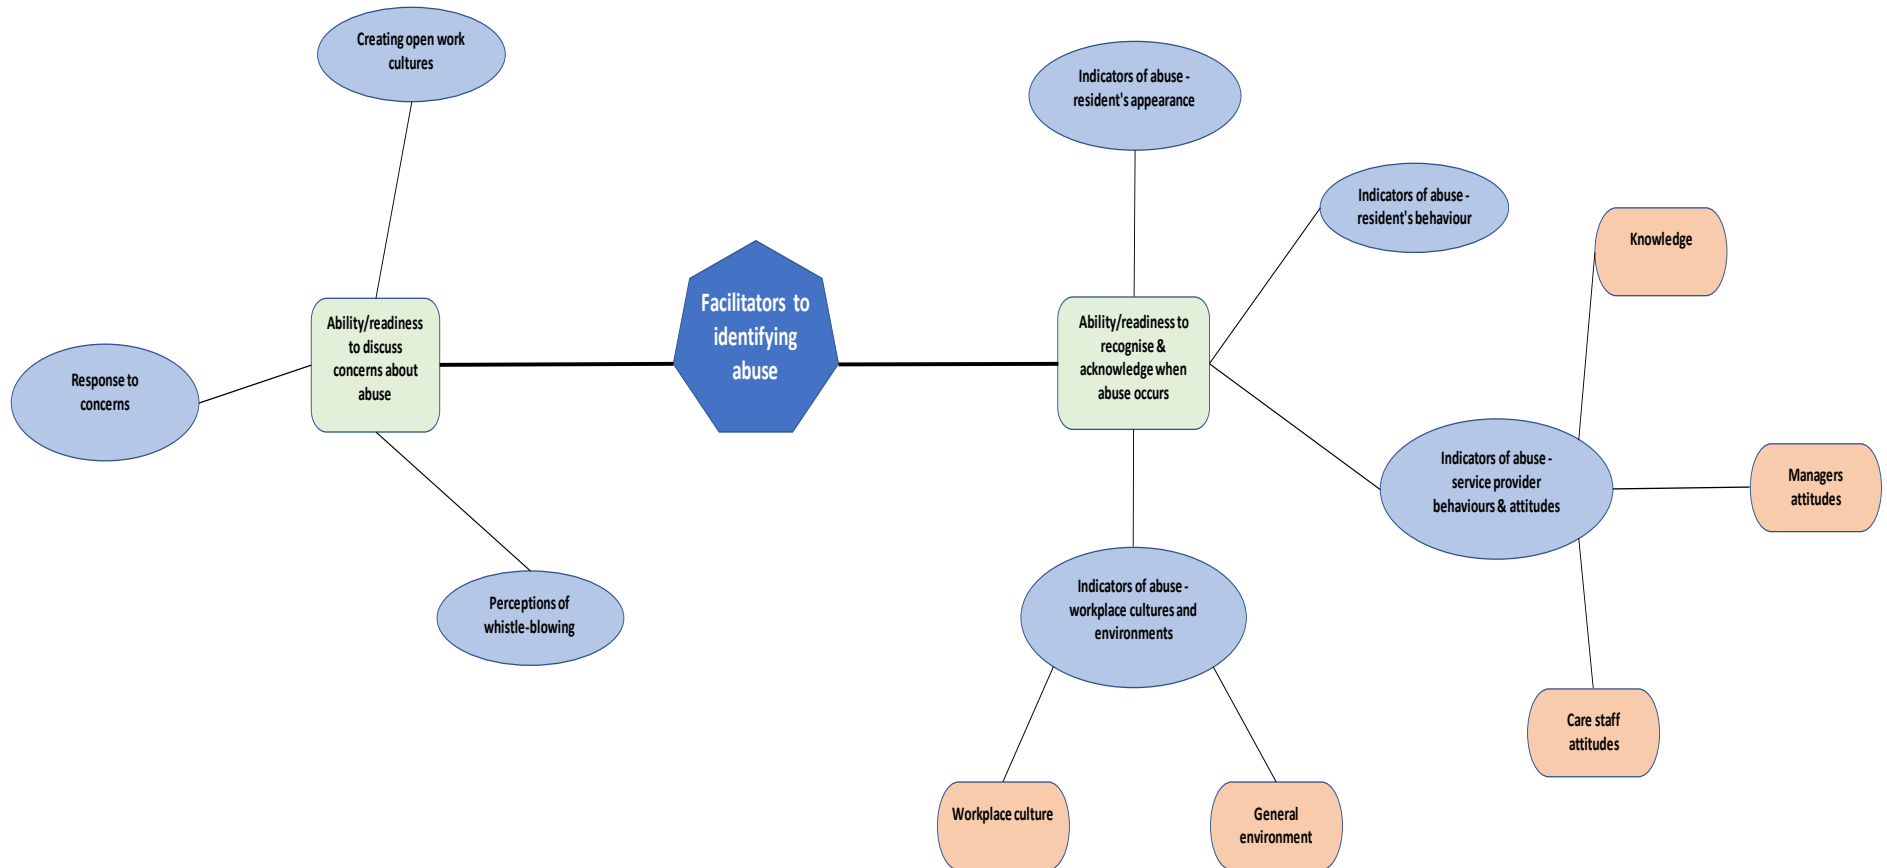 Creating open work
cultures
Indicators of abuse -
resident's appearance
Indicators of abuse -
resident's behaviour
Knowledge
Facilitators to
identifying
abuse
Ability/readiness
to discuss
concerns about
abuse
Ability/readiness to
recognise &
acknowledge when
abuse occurs
Response to
concerns
Indicators of abuse -
service provider
behaviours & attitudes
Managers
attitudes
Perceptions of
whistle-blowing
Indicators of abuse -
workplace cultures and
environments
Care staff
attitudes
Workplace culture
General
environment